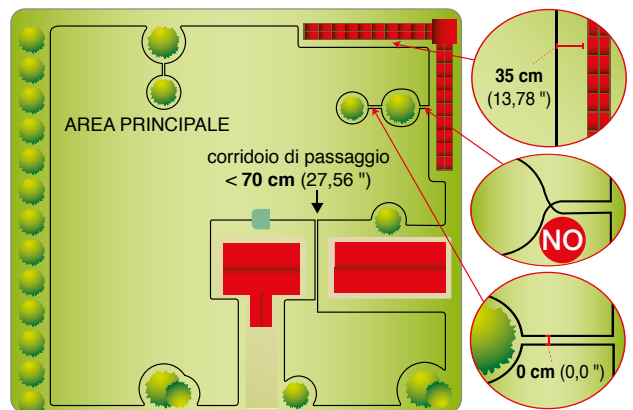 AREA PRINCIPALE
corridoio di passaggio
< 70 cm (27,56 ")
35 cm
(13,78 ")
NO
0 cm (0,0 ")